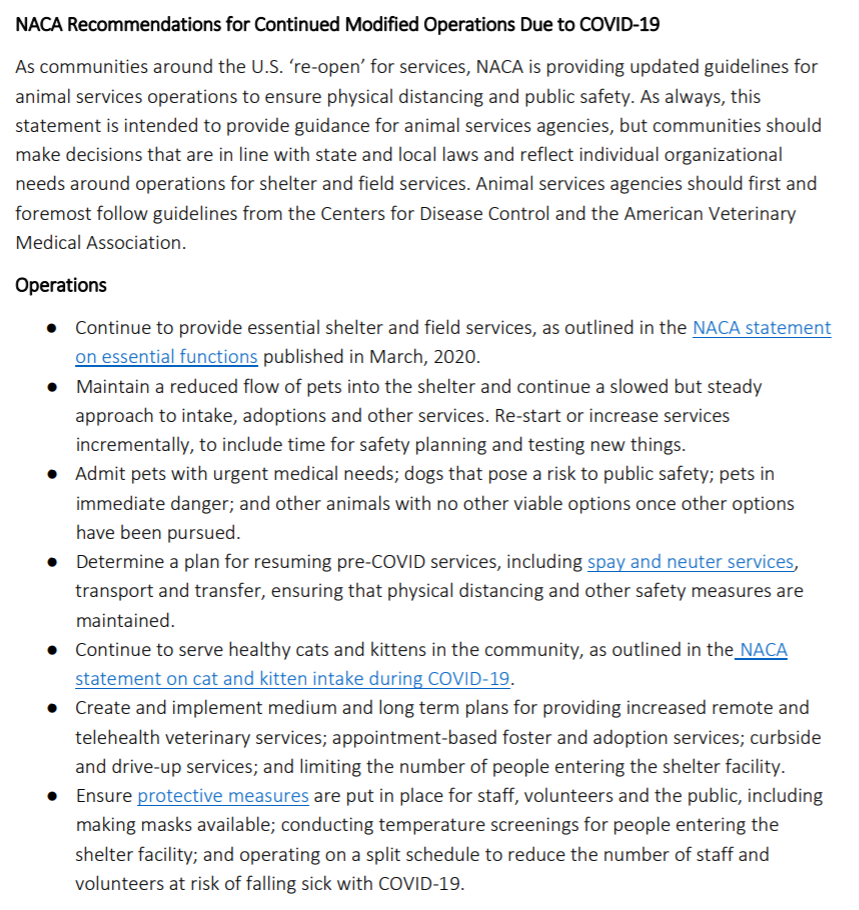 NACA Recommendations for Continued Modified Operations Due to COVID-19
As communities around the U.S. ‘re-open’ for services, NACA is providing updated guidelines for
animal services operations to ensure physical distancing and public safety. As always, this
statement is intended to provide guidance for animal services agencies, but communities should
make decisions that are in line with state and local laws and reflect individual organizational
needs around operations for shelter and field services. Animal services agencies should first and
foremost follow guidelines from the Centers for Disease Control and the American Veterinary
Medical Association.
Operations
● Continue to provide essential shelter and field services, as outlined in the NACA statement
on essential functions published in March, 2020.
● Maintain a reduced flow of pets into the shelter and continue a slowed but steady
approach to intake, adoptions and other services. Re-start or increase services
incrementally, to include time for safety planning and testing new things.
● Admit pets with urgent medical needs; dogs that pose a risk to public safety; pets in
immediate danger; and other animals with no other viable options once other options
have been pursued.
● Determine a plan for resuming pre-COVID services, including spay and neuter services,
transport and transfer, ensuring that physical distancing and other safety measures are
maintained.
● Continue to serve healthy cats and kittens in the community, as outlined in the NACA
statement on cat and kitten intake during COVID-19.
● Create and implement medium and long term plans for providing increased remote and
telehealth veterinary services; appointment-based foster and adoption services; curbside
and drive-up services; and limiting the number of people entering the shelter facility.
● Ensure protective measures are put in place for staff, volunteers and the public, including
making masks available; conducting temperature screenings for people entering the
shelter facility; and operating on a split schedule to reduce the number of staff and
volunteers at risk of falling sick with COVID-19.